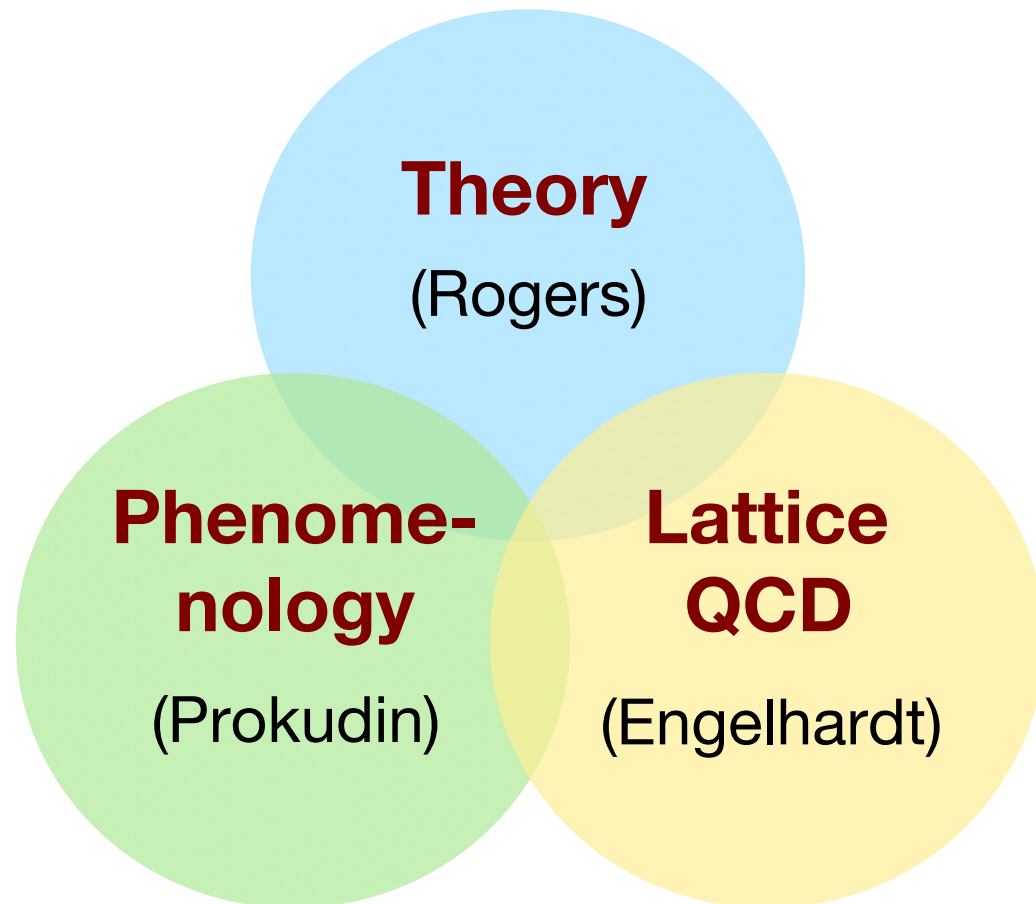 Theory
(Rogers)
Phenome-
nology
(Prokudin)
Lattice
QCD
(Engelhardt)